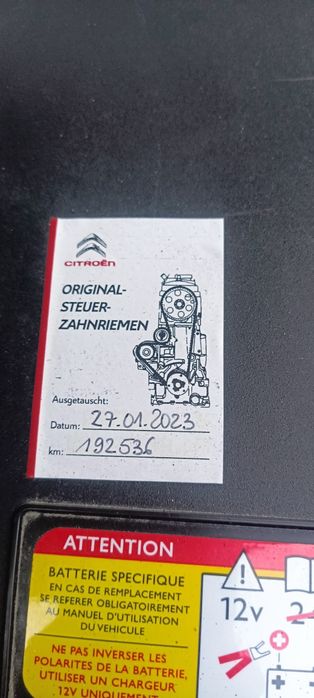 CITROËN
ORIGINAL-
STEUER-
ZAHNRIEMEN
Ausgetauscht:
Datum: 27.01.2023
km: 192536
ATTENTION
BATTERIE SPECIFIQUE
EN CAS DE REMPLACEMENT
SE REFERER OBLIGATOIREMENT
AU MANUEL D'UTILISATION
DU VEHICULE
NE PAS INVERSER LES
POLARITES DE LA BATTERIE,
UTILISER UN CHARGEUR
12V UNIQUEMENT
12v